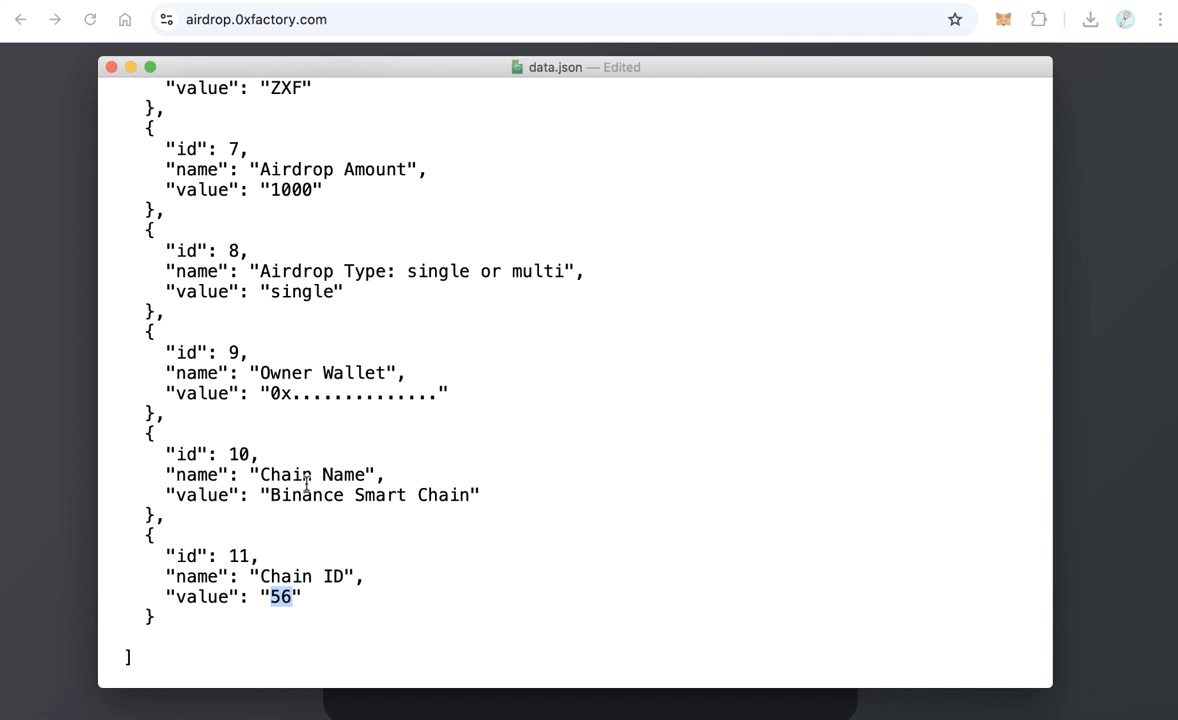 airdrop.0xfactory.com
data.json — Edited
"value": "ZXF"
},
{
"id": 7,
"name": "Airdrop Amount",
"value": "1000"
},
{
"id": 8,
"name": "Airdrop Type: single or multi",
"value": "single"
},
{
"id": 9,
"name": "Owner Wallet",
"value": "0x.............."
},
{
"id": 10,
"name": "Chain Name",
"value": "Binance Smart Chain"
},
{
"id": 11,
"name": "Chain ID",
"value": "56"
}
]